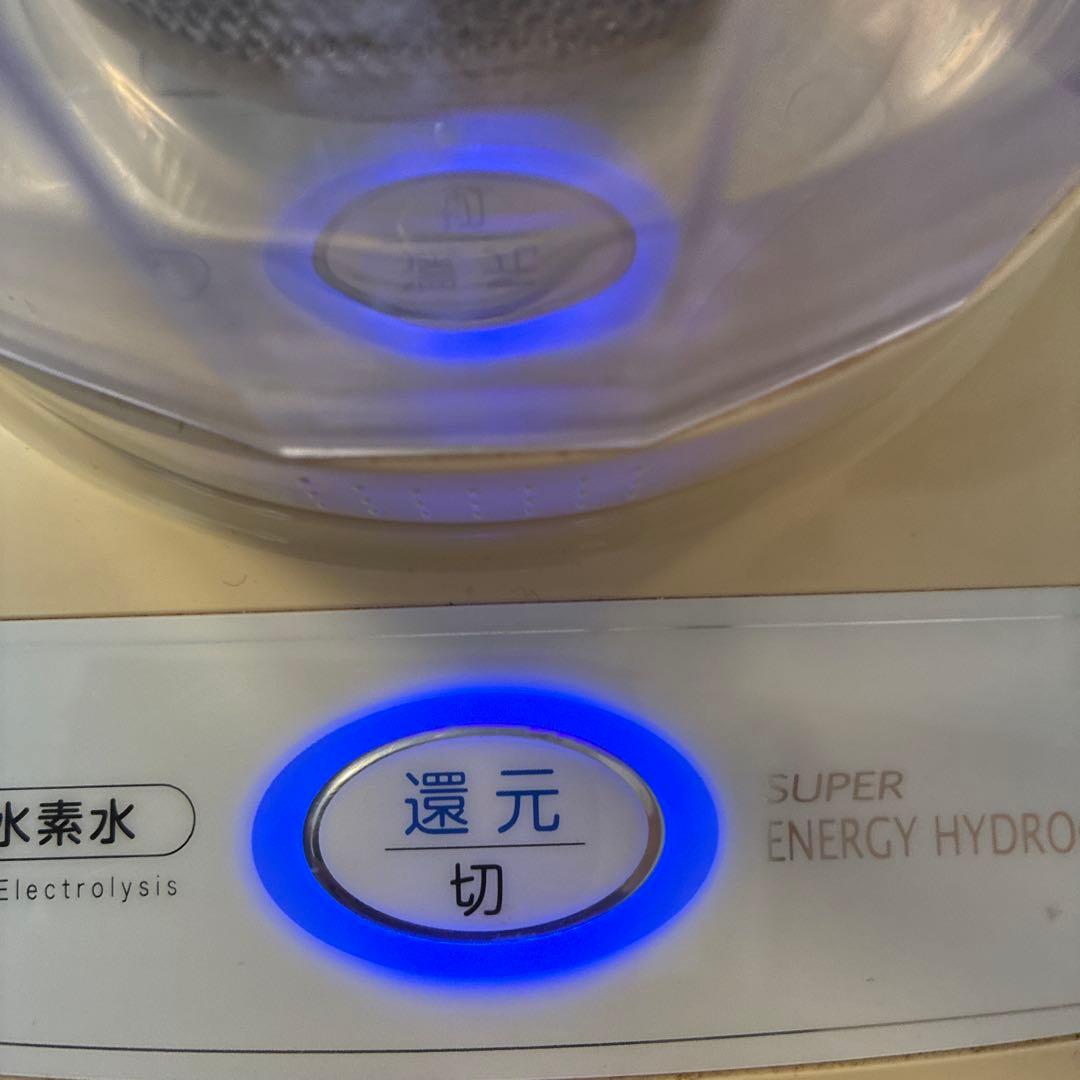 水素水
Electrolysis
還元
切
SUPER
ENERGY HYDRO